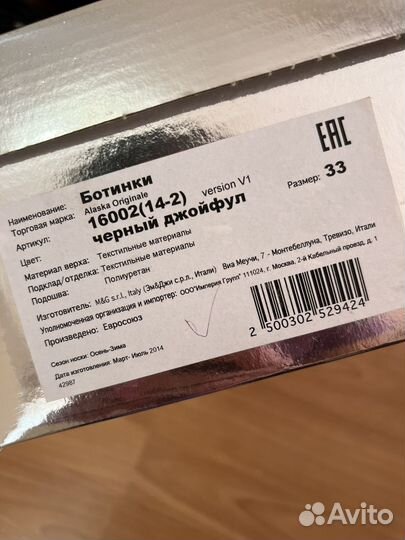 EAC
Наименование: Ботинки
Торговая марка: Alaska Originale
Артикул: 16002(14-2) version V1 Размер: 33
Цвет: черный джойфул
Материал верха: Текстильные материалы
Подклад/ отделка: Текстильные материалы
Подошва: Полиуретан
Изготовитель: M&G s.r.l., Italy (Эм&Джи с.р.л., Итали) Виа Меучи, 7 - Монтебеллуна, Тревизо, Итали
Уполномоченная организация и импортер: ООО"Империя Групп" 111024, г. Москва, 2-й Кабельный проезд, д. 1
Произведено: Евросоюз
2 500302 529424
Сезон носки: Осень-Зима
Дата изготовления: Март- Июль 2014
42987
Avito